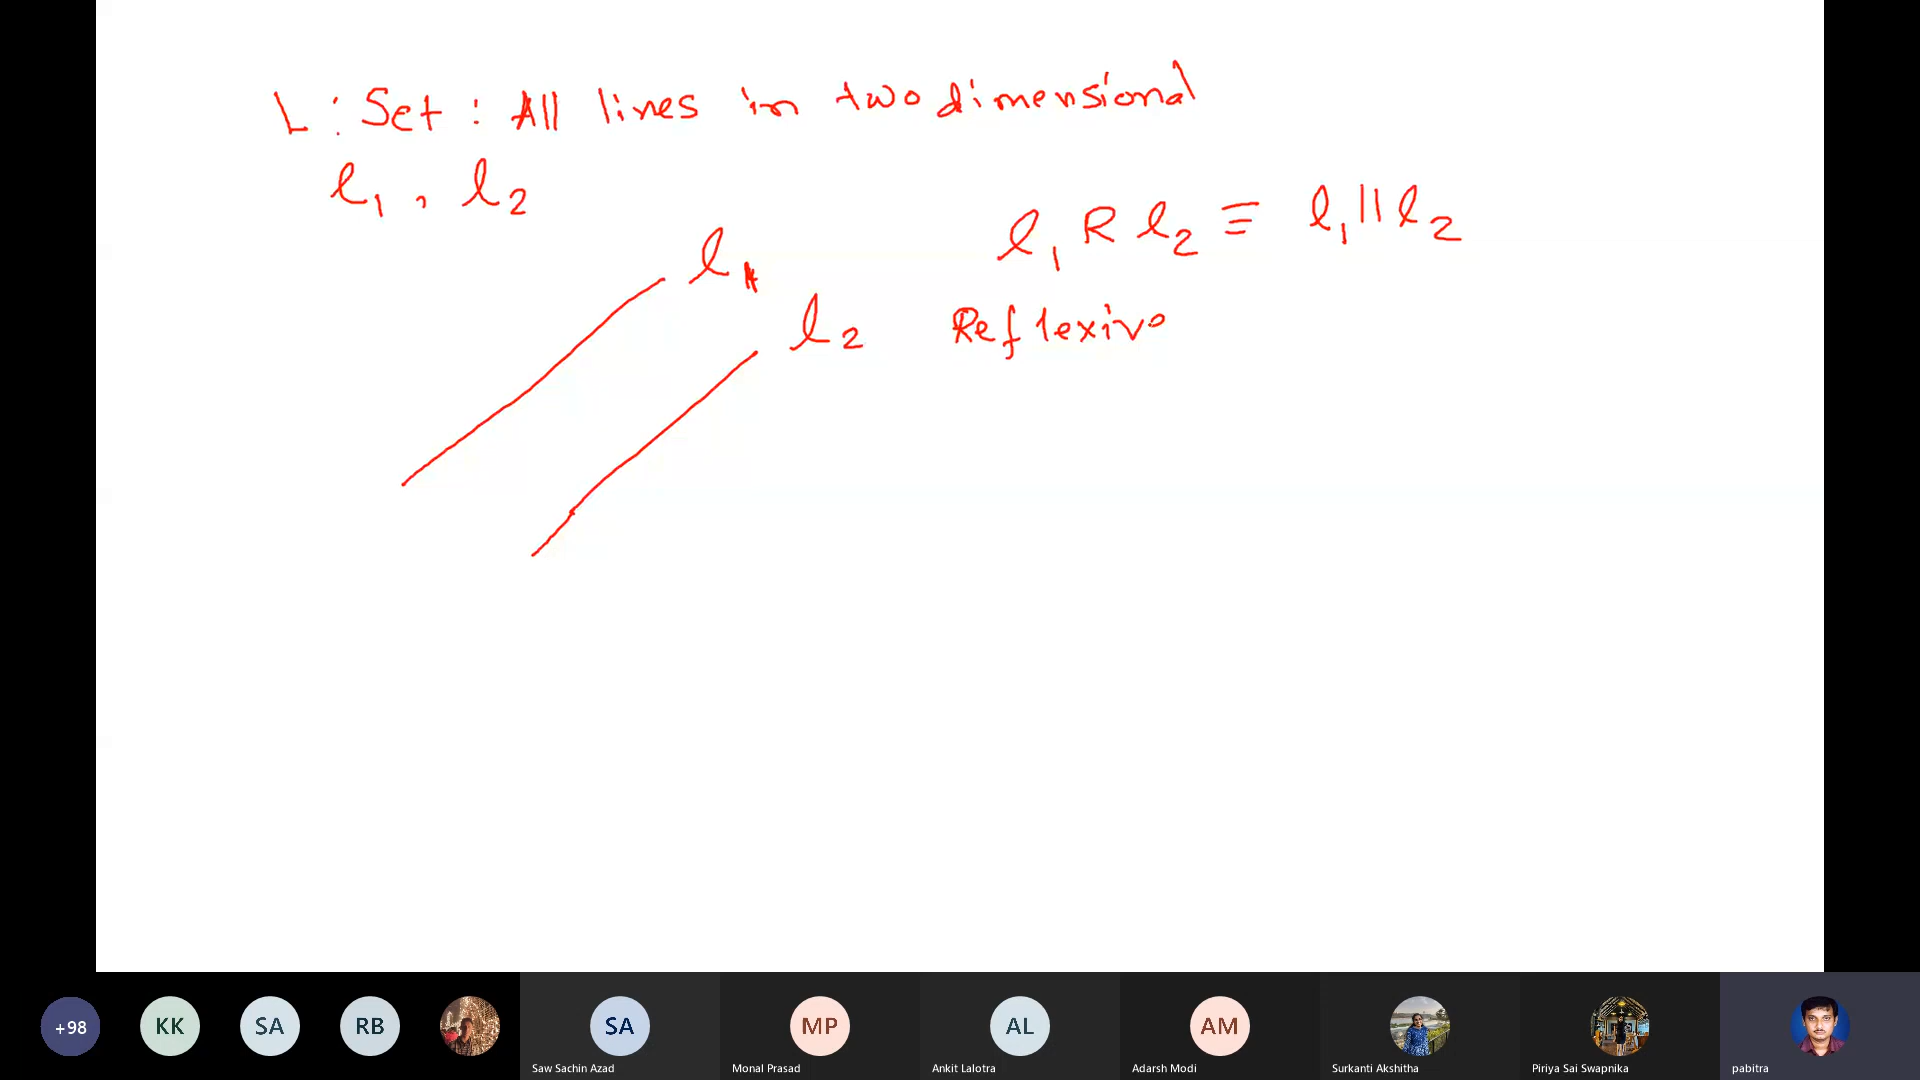 L : Set : All lines in two dimensional
l₁ , l₂
l₁ R l₂ ≡ l₁ || l₂
l₁
l₂
Reflexive
+98
KK
SA
RB
SA
MP
AL
AM
Saw Sachin Azad
Monal Prasad
Ankit Lalotra
Adarsh Modi
Surkanti Akshitha
Piriya Sai Swapnika
pabitra